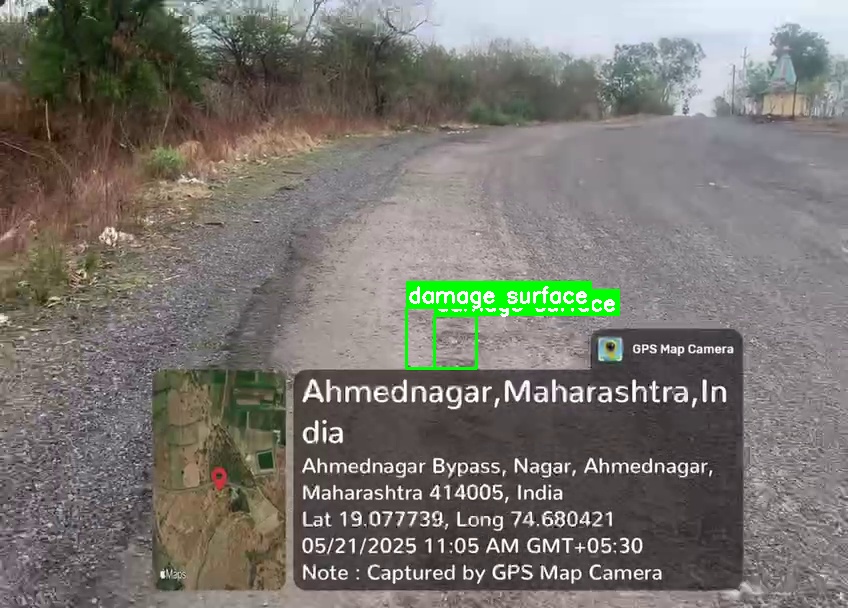 damage surface
damage surface
GPS Map Camera
Ahmednagar,Maharashtra,In
dia
Ahmednagar Bypass, Nagar, Ahmednagar,
Maharashtra 414005, India
Lat 19.077739, Long 74.680421
05/21/2025 11:05 AM GMT+05:30
Note : Captured by GPS Map Camera
Maps